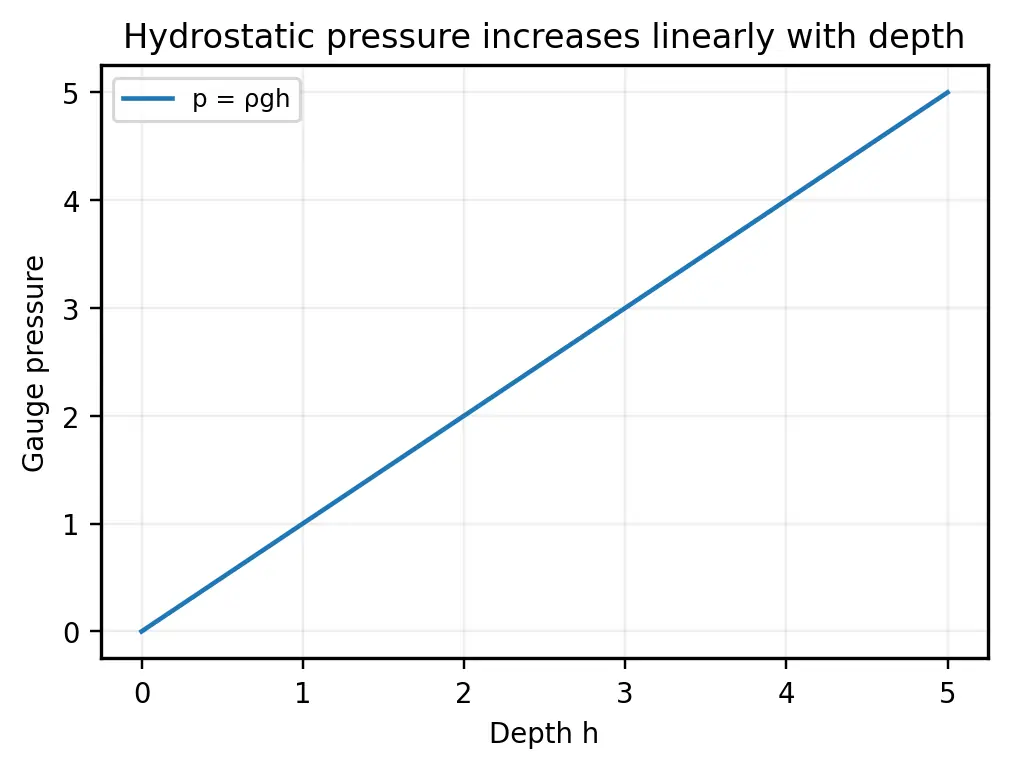 Hydrostatic pressure increases linearly with depth
p = ρgh
Gauge pressure
5
4
3
2
1
0
0 1 2 3 4 5
Depth h